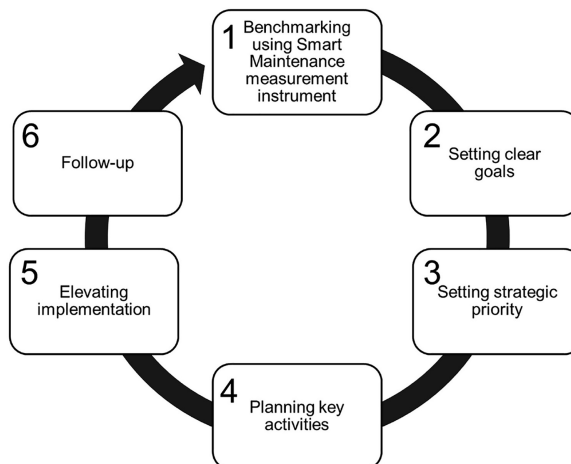 1
Benchmarking
using Smart
Maintenance
measurement
instrument
2
Setting clear
goals
3
Setting strategic
priority
4
Planning key
activities
5
Elevating
implementation
6
Follow-up